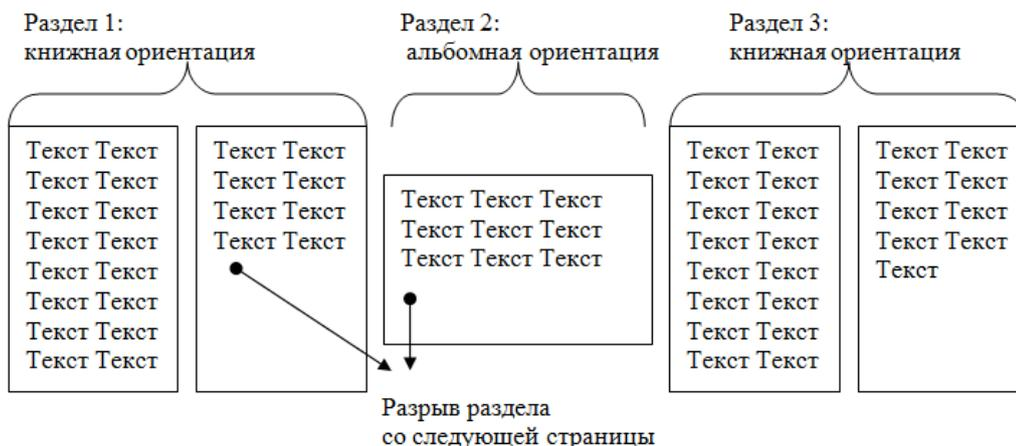 Раздел 1:
книжная ориентация
Раздел 2:
альбомная ориентация
Раздел 3:
книжная ориентация
Текст Текст
Текст Текст
Текст Текст
Текст Текст
Текст Текст
Текст Текст
Текст Текст
Текст Текст
Текст Текст
Текст Текст
Текст Текст
Текст Текст
Текст Текст Текст
Текст Текст Текст
Текст Текст Текст
Текст Текст
Текст Текст
Текст Текст
Текст Текст
Текст Текст
Текст Текст
Текст Текст
Текст Текст
Текст Текст
Текст Текст
Текст Текст
Текст Текст
Текст
Разрыв раздела
со следующей страницы